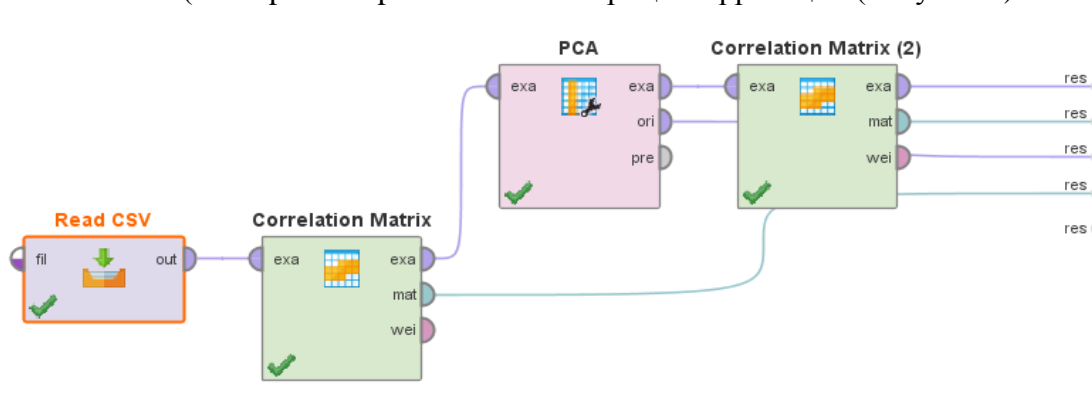 PCA
Correlation Matrix (2)
exa
exa
ori
pre
exa
exa
mat
wei
res
res
res
res
res
Read CSV
Correlation Matrix
fil
out
exa
exa
mat
wei